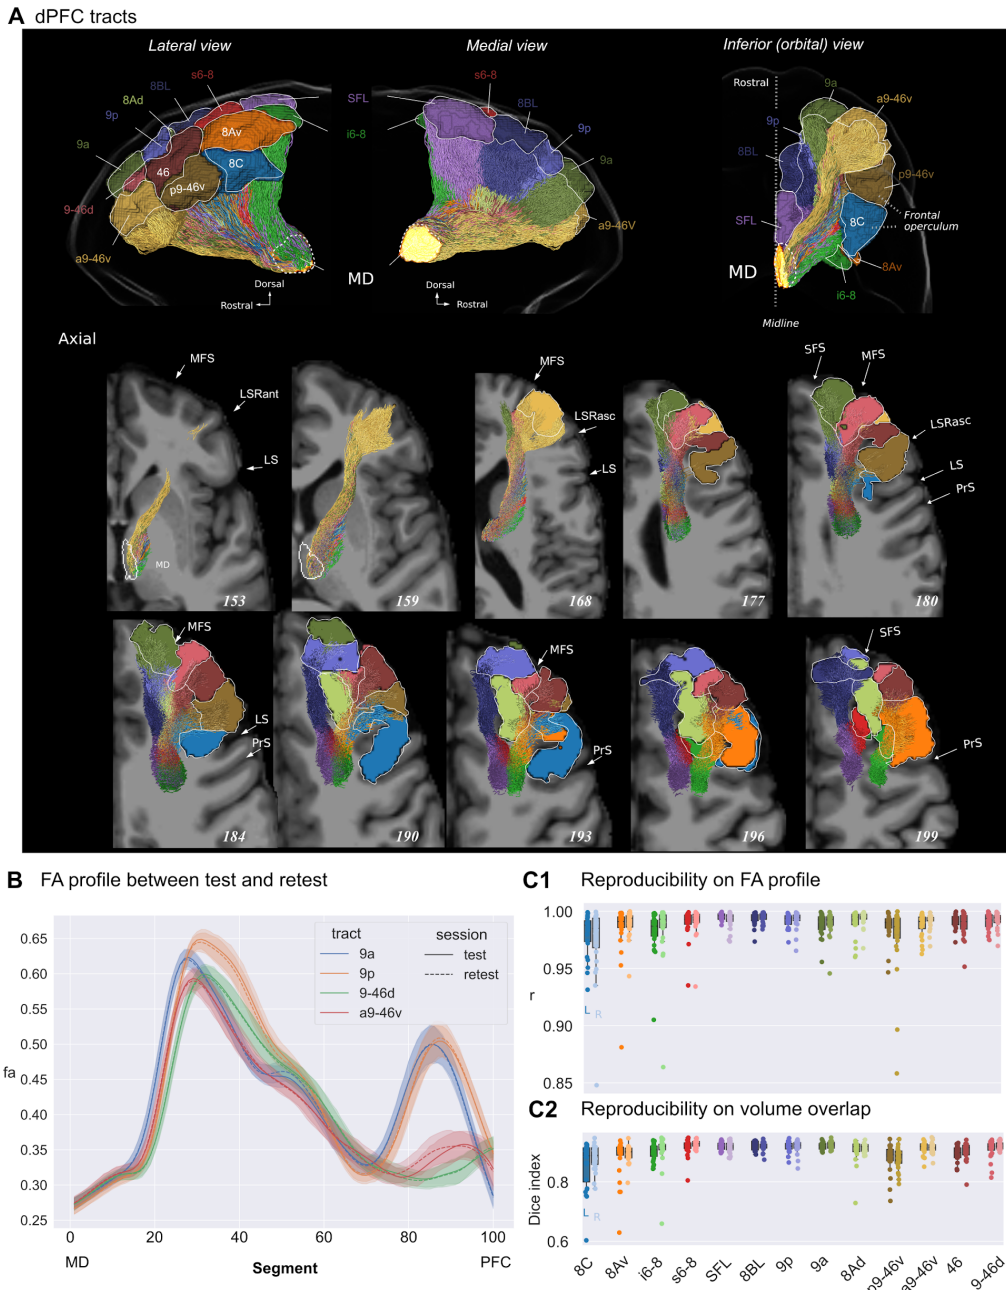 A dPFC tracts
Lateral view
Medial view
Inferior (orbital) view
s6-8
8BL
8Ad
9p
9a
8Av
46
8C
p9-46v
9-46d
a9-46v
SFL
i6-8
Dorsal
Rostral
s6-8
8BL
9p
9a
a9-46V
MD
Dorsal
Rostral
Rostral
9a
a9-46v
9p
8BL
p9-46v
SFL
8C
Frontal
operculum
MD
8Av
i6-8
Midline
Axial
MFS
LSRant
LS
MD
153
159
MFS
LSRasc
LS
168
177
SFS
MFS
LSRasc
LS
PrS
180
MFS
LS
PrS
184
190
MFS
PrS
193
196
SFS
PrS
199
B FA profile between test and retest
tract
9a
9p
9-46d
a9-46v
session
test
retest
0.65
0.60
0.55
0.50
fa
0.45
0.40
0.35
0.30
0.25
0
20
40
60
80
100
MD
Segment
PFC
C1 Reproducibility on FA profile
1.00
0.95
r
0.90
0.85
L
R
C2 Reproducibility on volume overlap
Dice index
0.8
0.6
L
R
8C
8Av
i6-8
s6-8
SFL
8BL
9p
9a
8Ad
p9-46v
a9-46v
46
9-46d